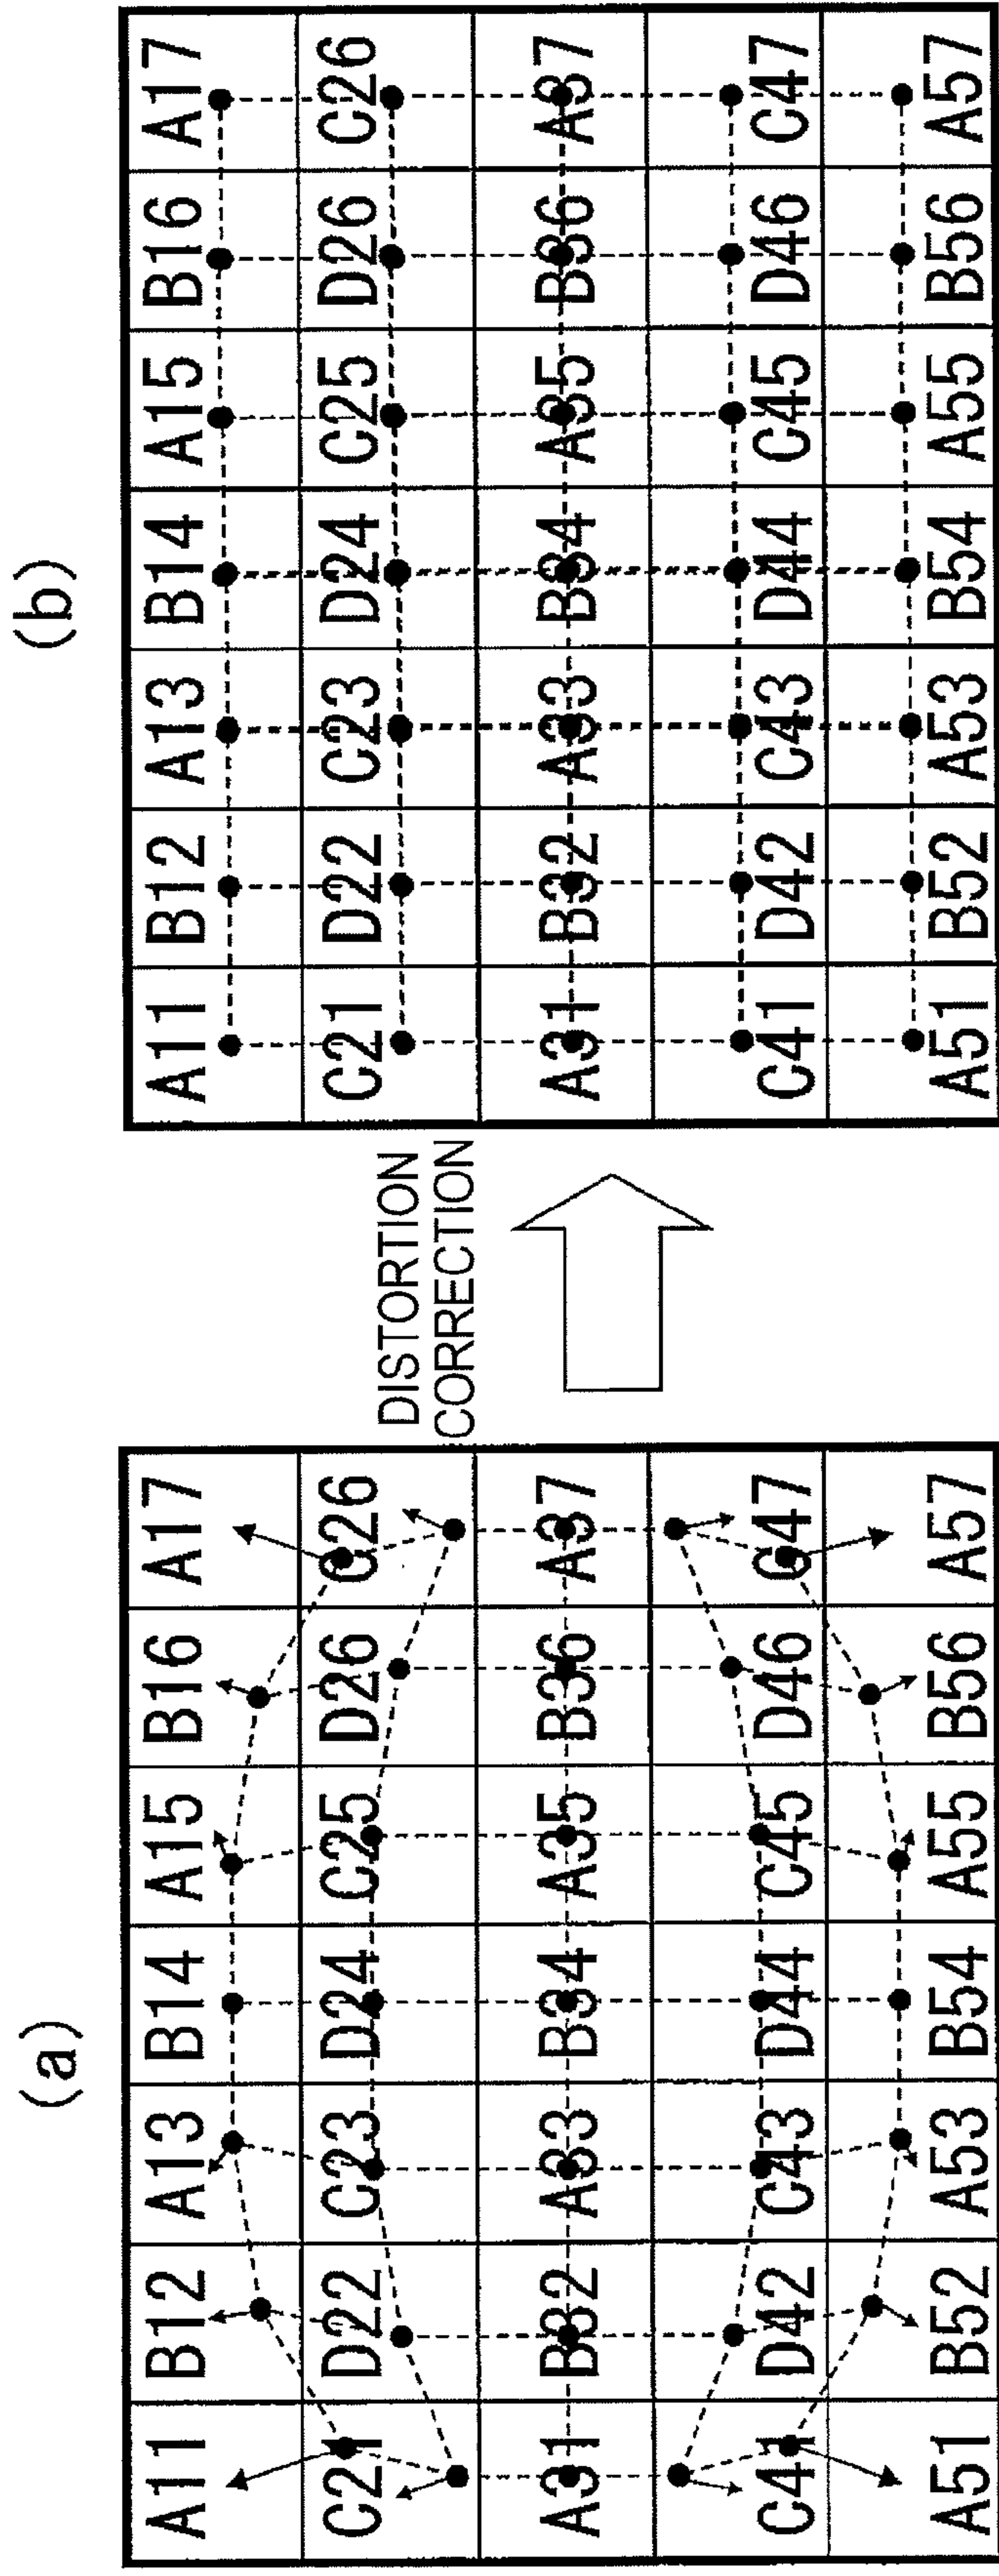 (a)
A11 B12 A13 B14 A15 B16 A17
C21 D22 C23 D24 C25 D26 C26
A31 B32 A33 B34 A35 B36 A37
C41 D42 C43 D44 C45 D46 C47
A51 B52 A53 B54 A55 B56 A57
DISTORTION
CORRECTION
(b)
A11 B12 A13 B14 A15 B16 A17
C21 D22 C23 D24 C25 D26 C26
A31 B32 A33 B34 A35 B36 A37
C41 D42 C43 D44 C45 D46 C47
A51 B52 A53 B54 A55 B56 A57